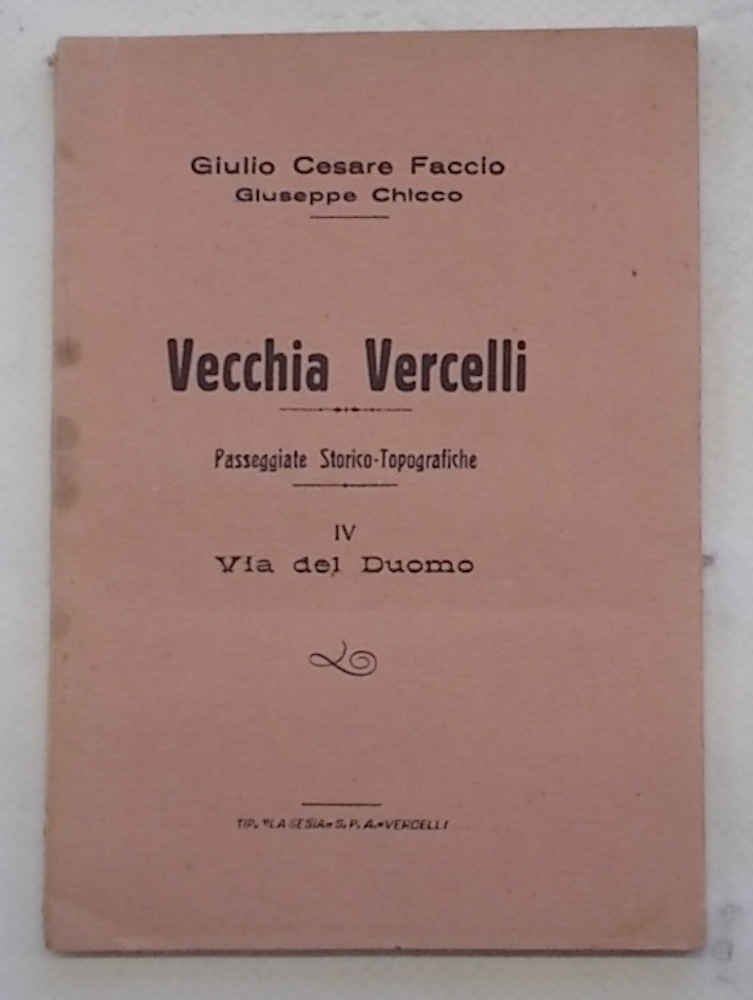 Giulio Cesare Faccio
Giuseppe Chicco
Vecchia Vercelli
Passeggiate Storico-Topografiche
IV
Via del Duomo
TIP. "LA SESIA" S. P. A. - VERCELLI